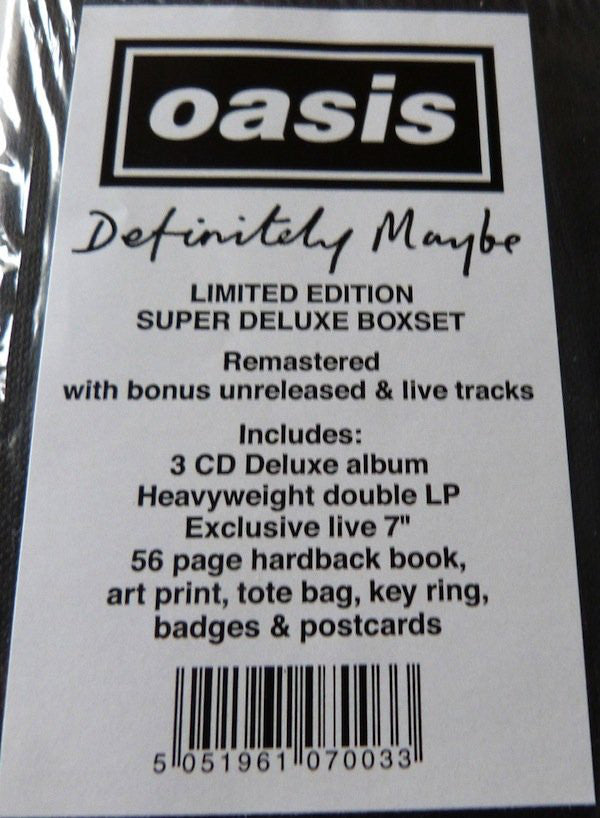 oasis
Definitely Maybe
LIMITED EDITION
SUPER DELUXE BOXSET
Remastered
with bonus unreleased & live tracks
Includes:
3 CD Deluxe album
Heavyweight double LP
Exclusive live 7"
56 page hardback book,
art print, tote bag, key ring,
badges & postcards
5 051961 070033